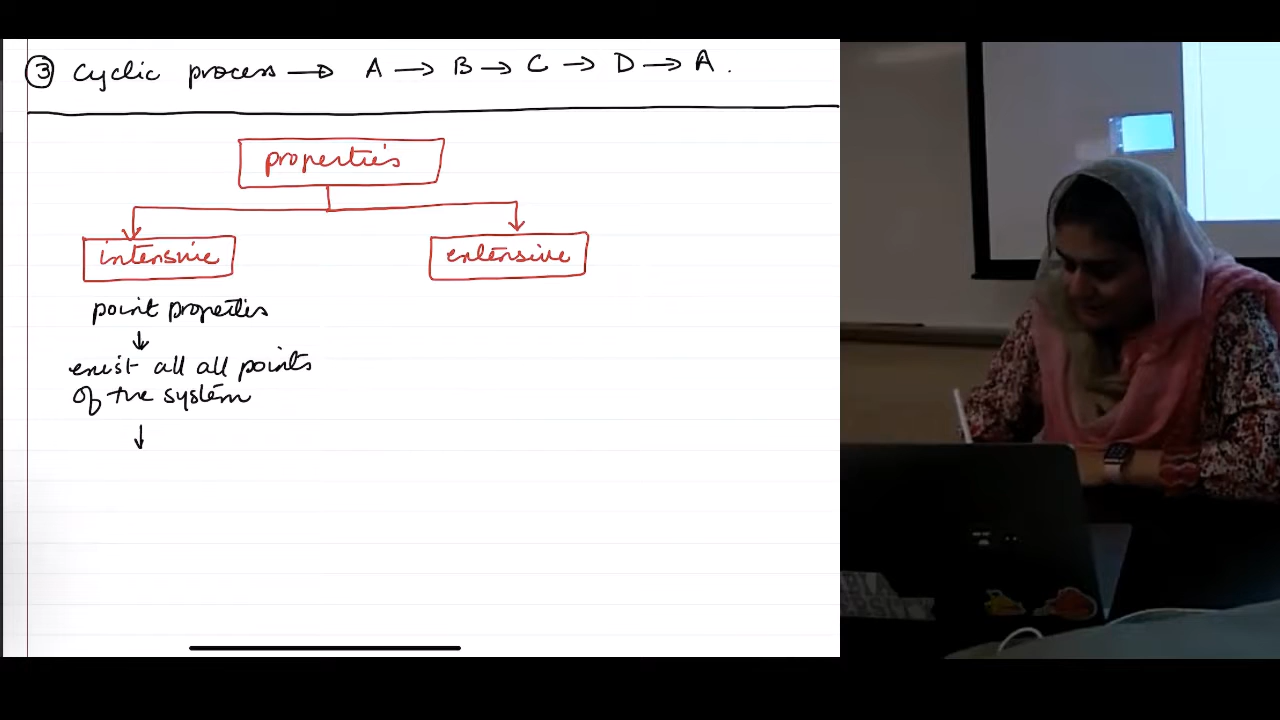 ③ Cyclic process → A → B → C → D → A .
properties
intensive
extensive
point properties
↓
exist all all points
of the system
↓